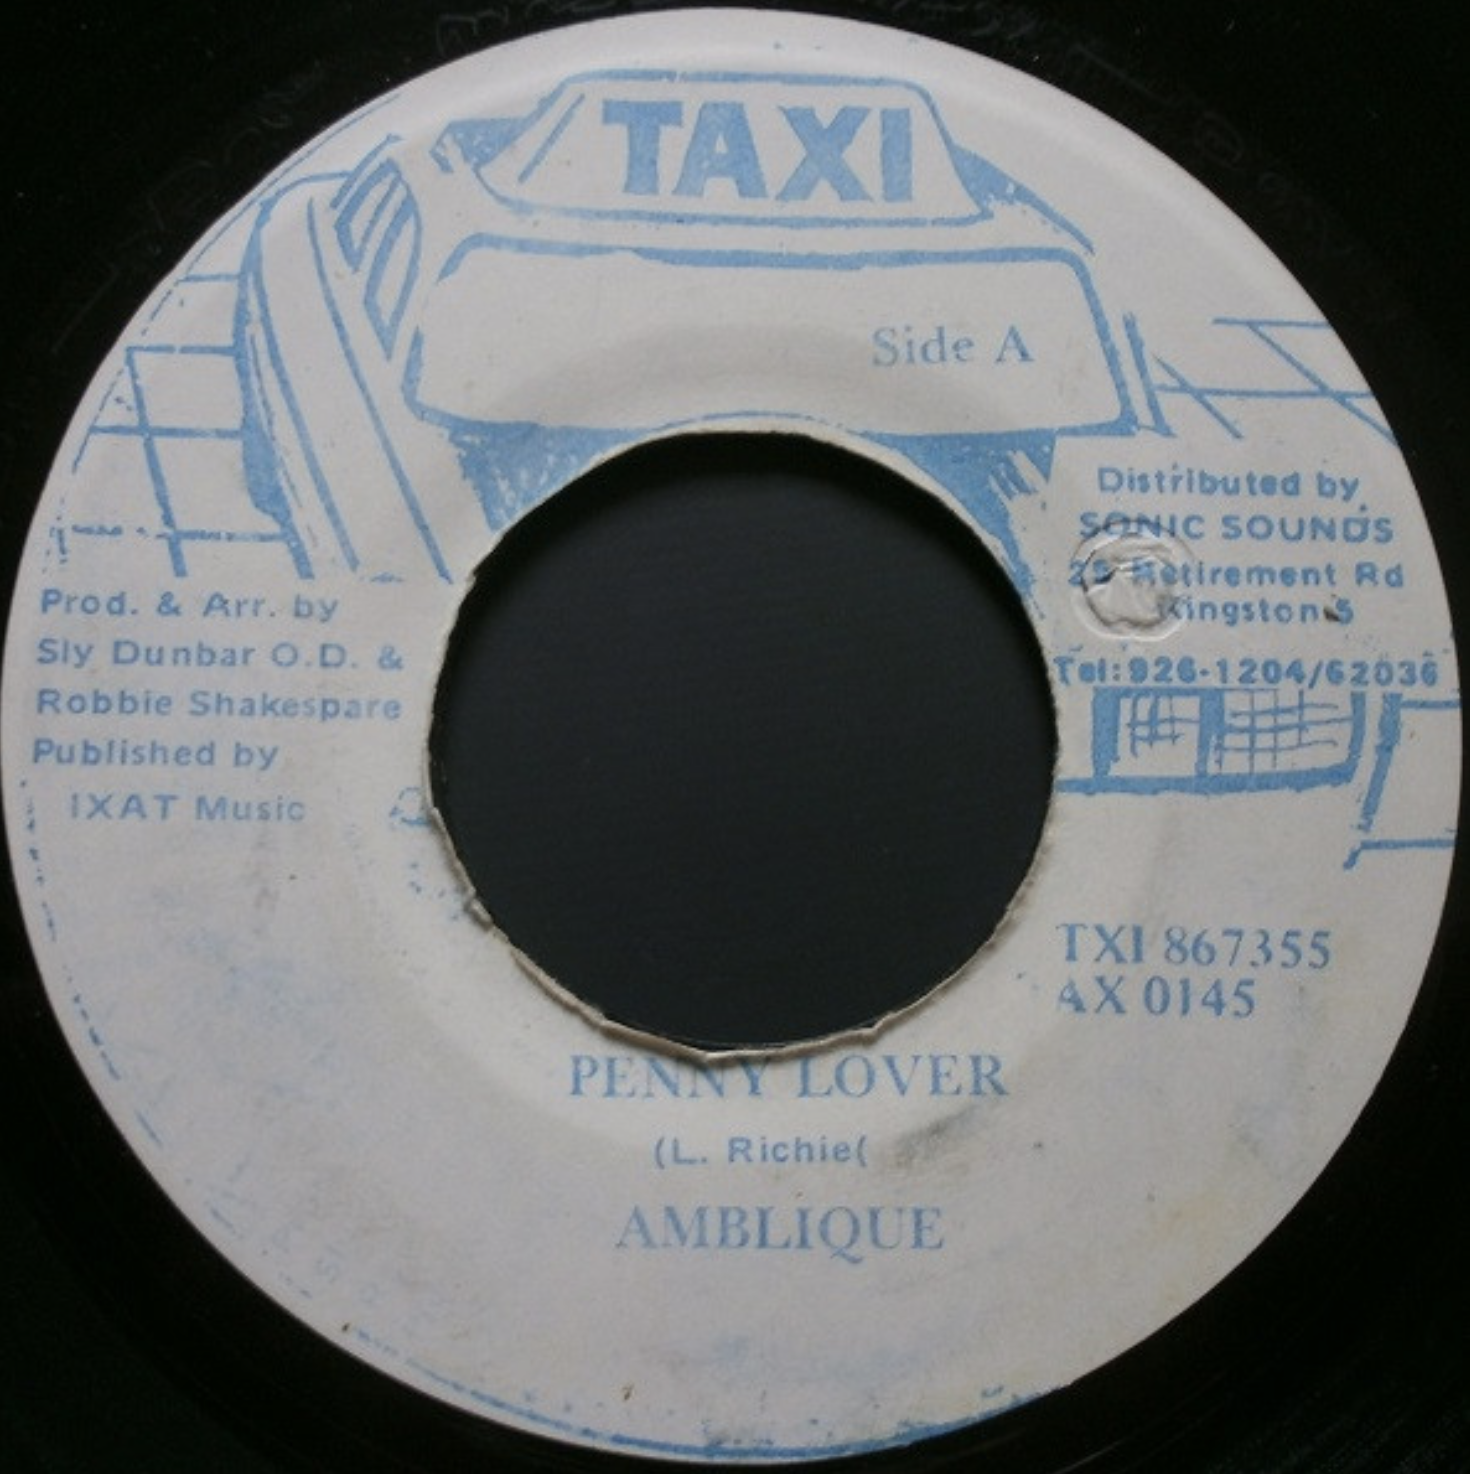 TAXI
Side A
Distributed by
SONIC SOUNDS
Retirement Rd
Kingston 5
Tel:926-1204/62036
Prod. & Arr. by
Sly Dunbar O.D. &
Robbie Shakespare
Published by
IXAT Music
TXI 867355
AX 0145
PENNY LOVER
(L. Richie(
AMBLIQUE